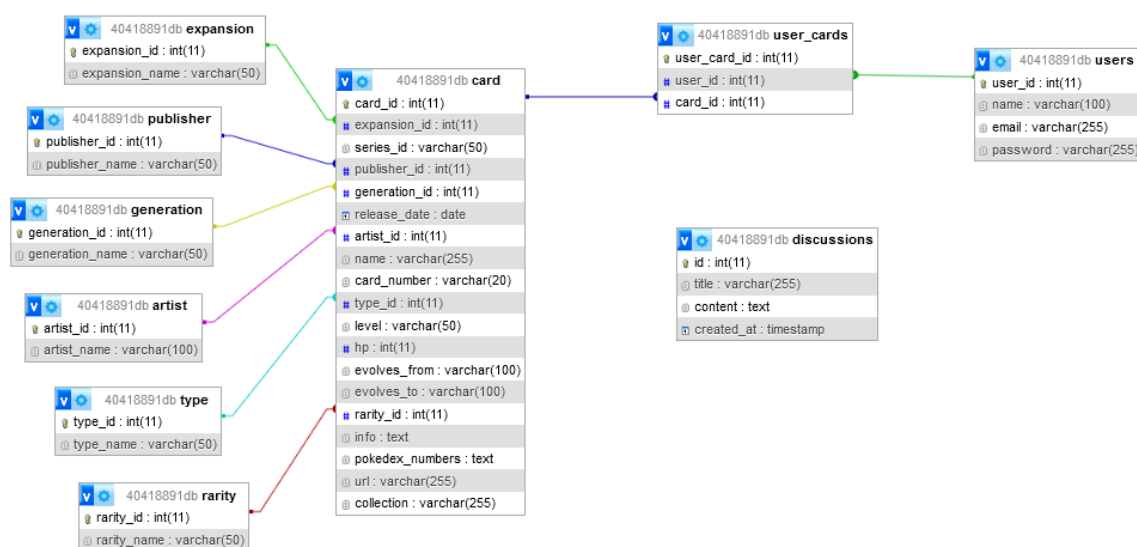 40418891db expansion
expansion_id : int(11)
expansion_name : varchar(50)
40418891db publisher
publisher_id : int(11)
publisher_name : varchar(50)
40418891db generation
generation_id : int(11)
generation_name : varchar(50)
40418891db artist
artist_id : int(11)
artist_name : varchar(100)
40418891db type
type_id : int(11)
type_name : varchar(50)
40418891db rarity
rarity_id : int(11)
rarity_name : varchar(50)
40418891db card
card_id : int(11)
expansion_id : int(11)
series_id : varchar(50)
publisher_id : int(11)
generation_id : int(11)
release_date : date
artist_id : int(11)
name : varchar(255)
card_number : varchar(20)
type_id : int(11)
level : varchar(50)
hp : int(11)
evolves_from : varchar(100)
evolves_to : varchar(100)
rarity_id : int(11)
info : text
pokedex_numbers : text
url : varchar(255)
collection : varchar(255)
40418891db user_cards
user_card_id : int(11)
user_id : int(11)
card_id : int(11)
40418891db users
user_id : int(11)
name : varchar(100)
email : varchar(255)
password : varchar(255)
40418891db discussions
id : int(11)
title : varchar(255)
content : text
created_at : timestamp